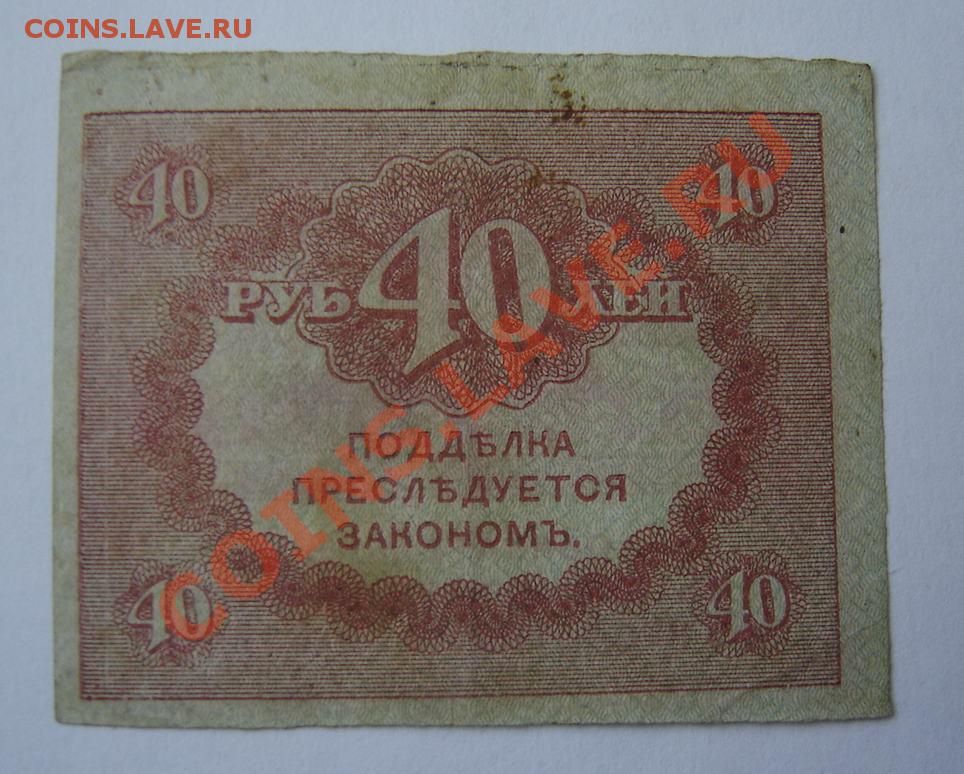 COINS.LAVE.RU
40 40
РУБ 40 ЛЕЙ
ПОДДѢЛКА
ПРЕСЛѢДУЕТСЯ
ЗАКОНОМЪ.
40 40
COINS.LAVE.RU